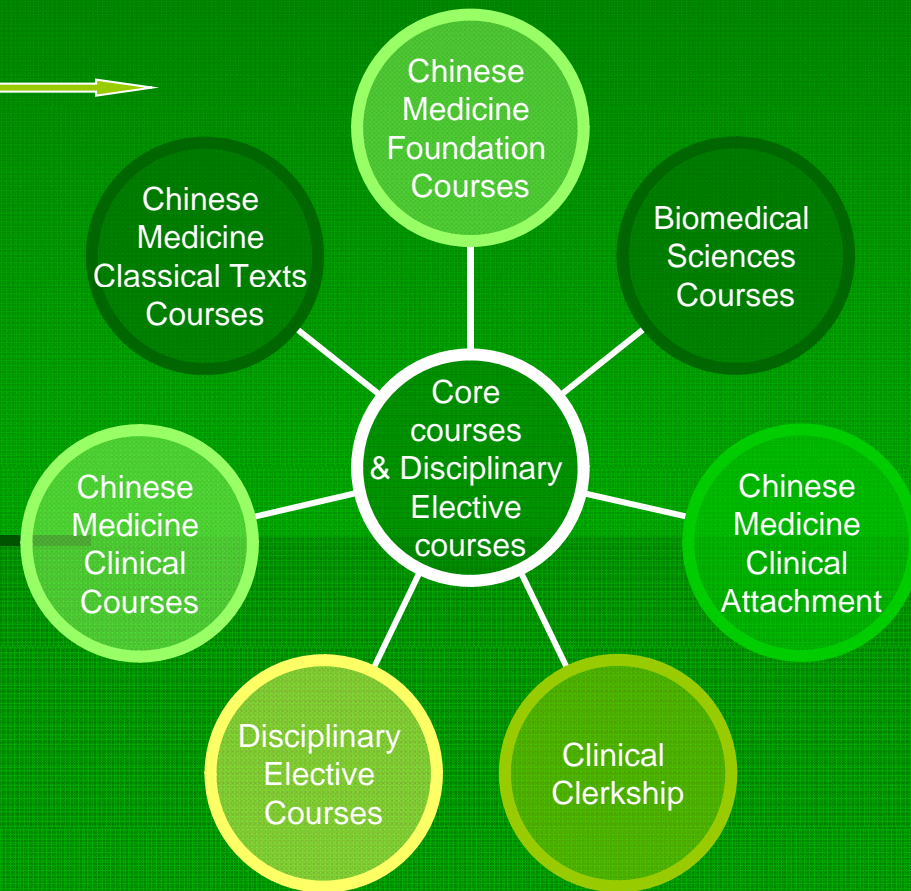 Chinese
Medicine
Foundation
Courses
Biomedical
Sciences
Courses
Chinese
Medicine
Clinical
Attachment
Clinical
Clerkship
Disciplinary
Elective
Courses
Chinese
Medicine
Clinical
Courses
Chinese
Medicine
Classical Texts
Courses
Core
courses
& Disciplinary
Elective
courses